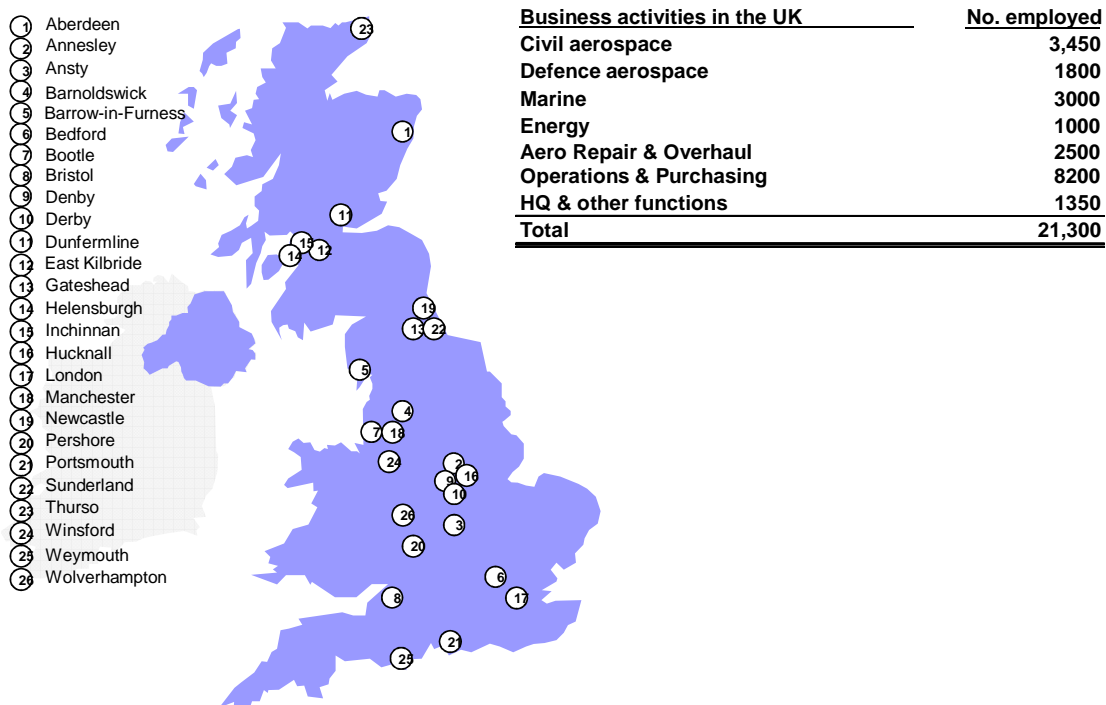 1 Aberdeen
2 Annesley
3 Ansty
4 Barnoldswick
5 Barrow-in-Furness
6 Bedford
7 Bootle
8 Bristol
9 Denby
10 Derby
11 Dunfermline
12 East Kilbride
13 Gateshead
14 Helensburgh
15 Inchinnan
16 Hucknall
17 London
18 Manchester
19 Newcastle
20 Pershore
21 Portsmouth
22 Sunderland
23 Thurso
24 Winsford
25 Weymouth
26 Wolverhampton
23
1
11
15
12
14
19
13 22
5
4
7 18
24
2
16
9
10
26
3
20
6
8
17
21
25
Business activities in the UK No. employed
Civil aerospace 3,450
Defence aerospace 1800
Marine 3000
Energy 1000
Aero Repair & Overhaul 2500
Operations & Purchasing 8200
HQ & other functions 1350
Total 21,300